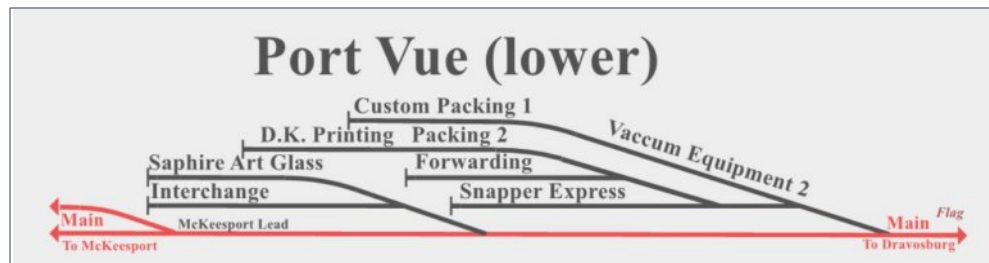 Port Vue (lower)
Custom Packing 1
D.K. Printing Packing 2
Vaccum Equipment 2
Saphire Art Glass
Forwarding
Interchange
Snapper Express
Main
McKeesport Lead
Main
Flag
To McKeesport
To Dravosburg